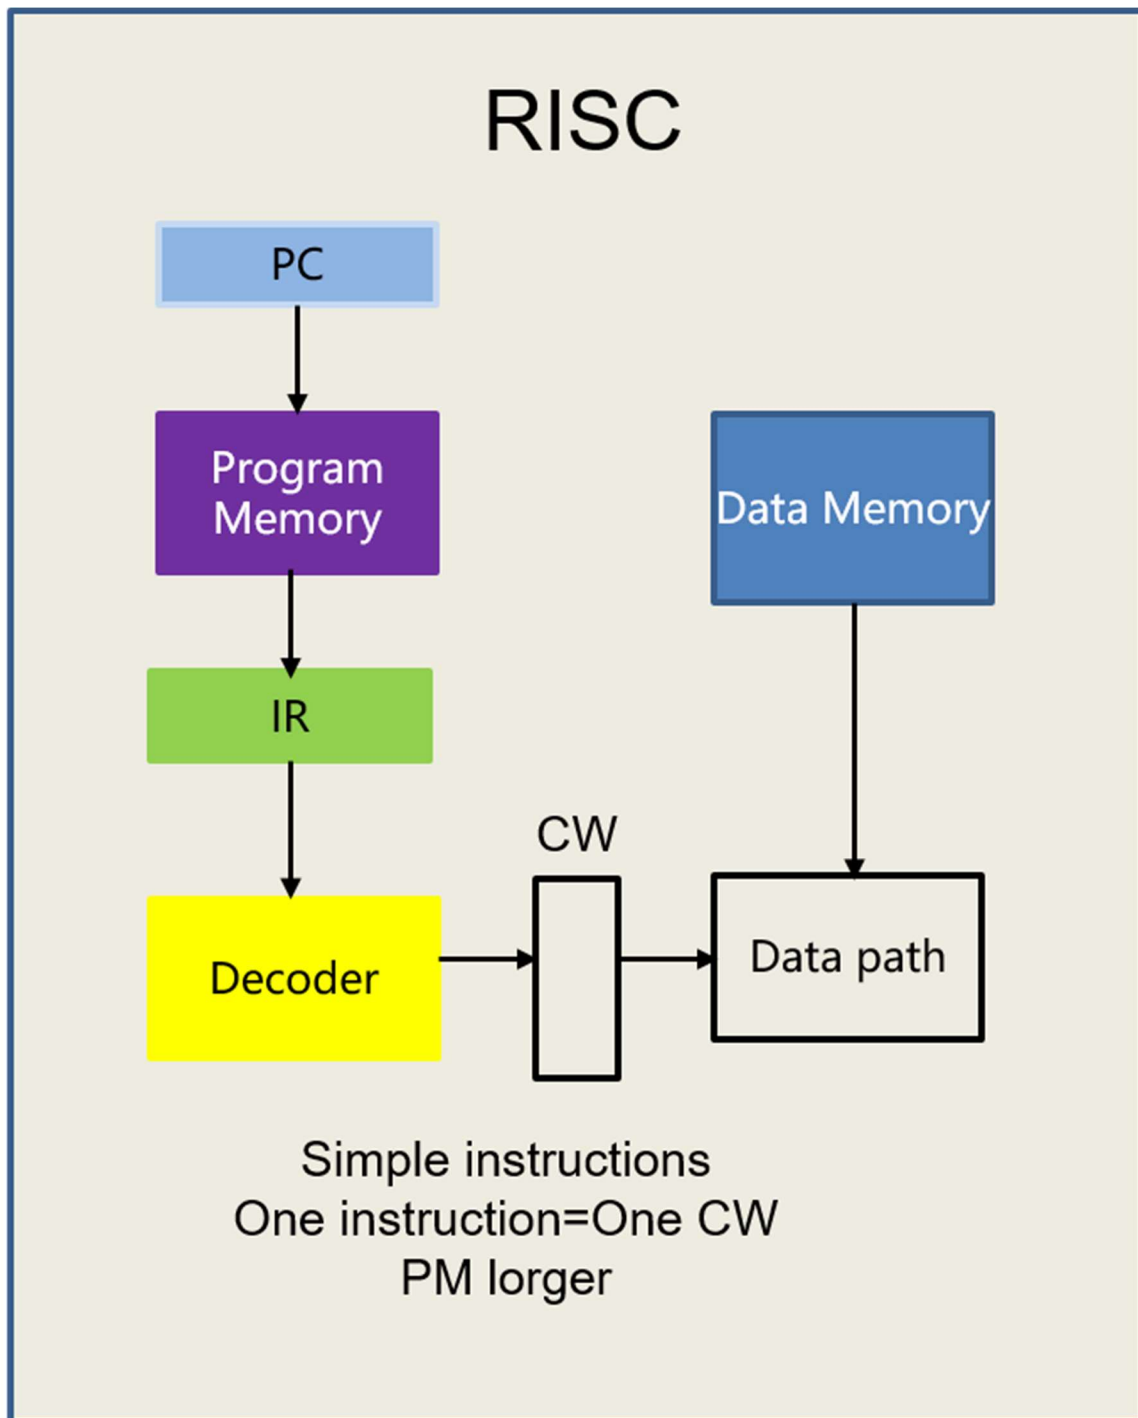 RISC
PC
Program
Memory
Data Memory
IR
CW
Decoder
Data path
Simple instructions
One instruction=One CW
PM lorger